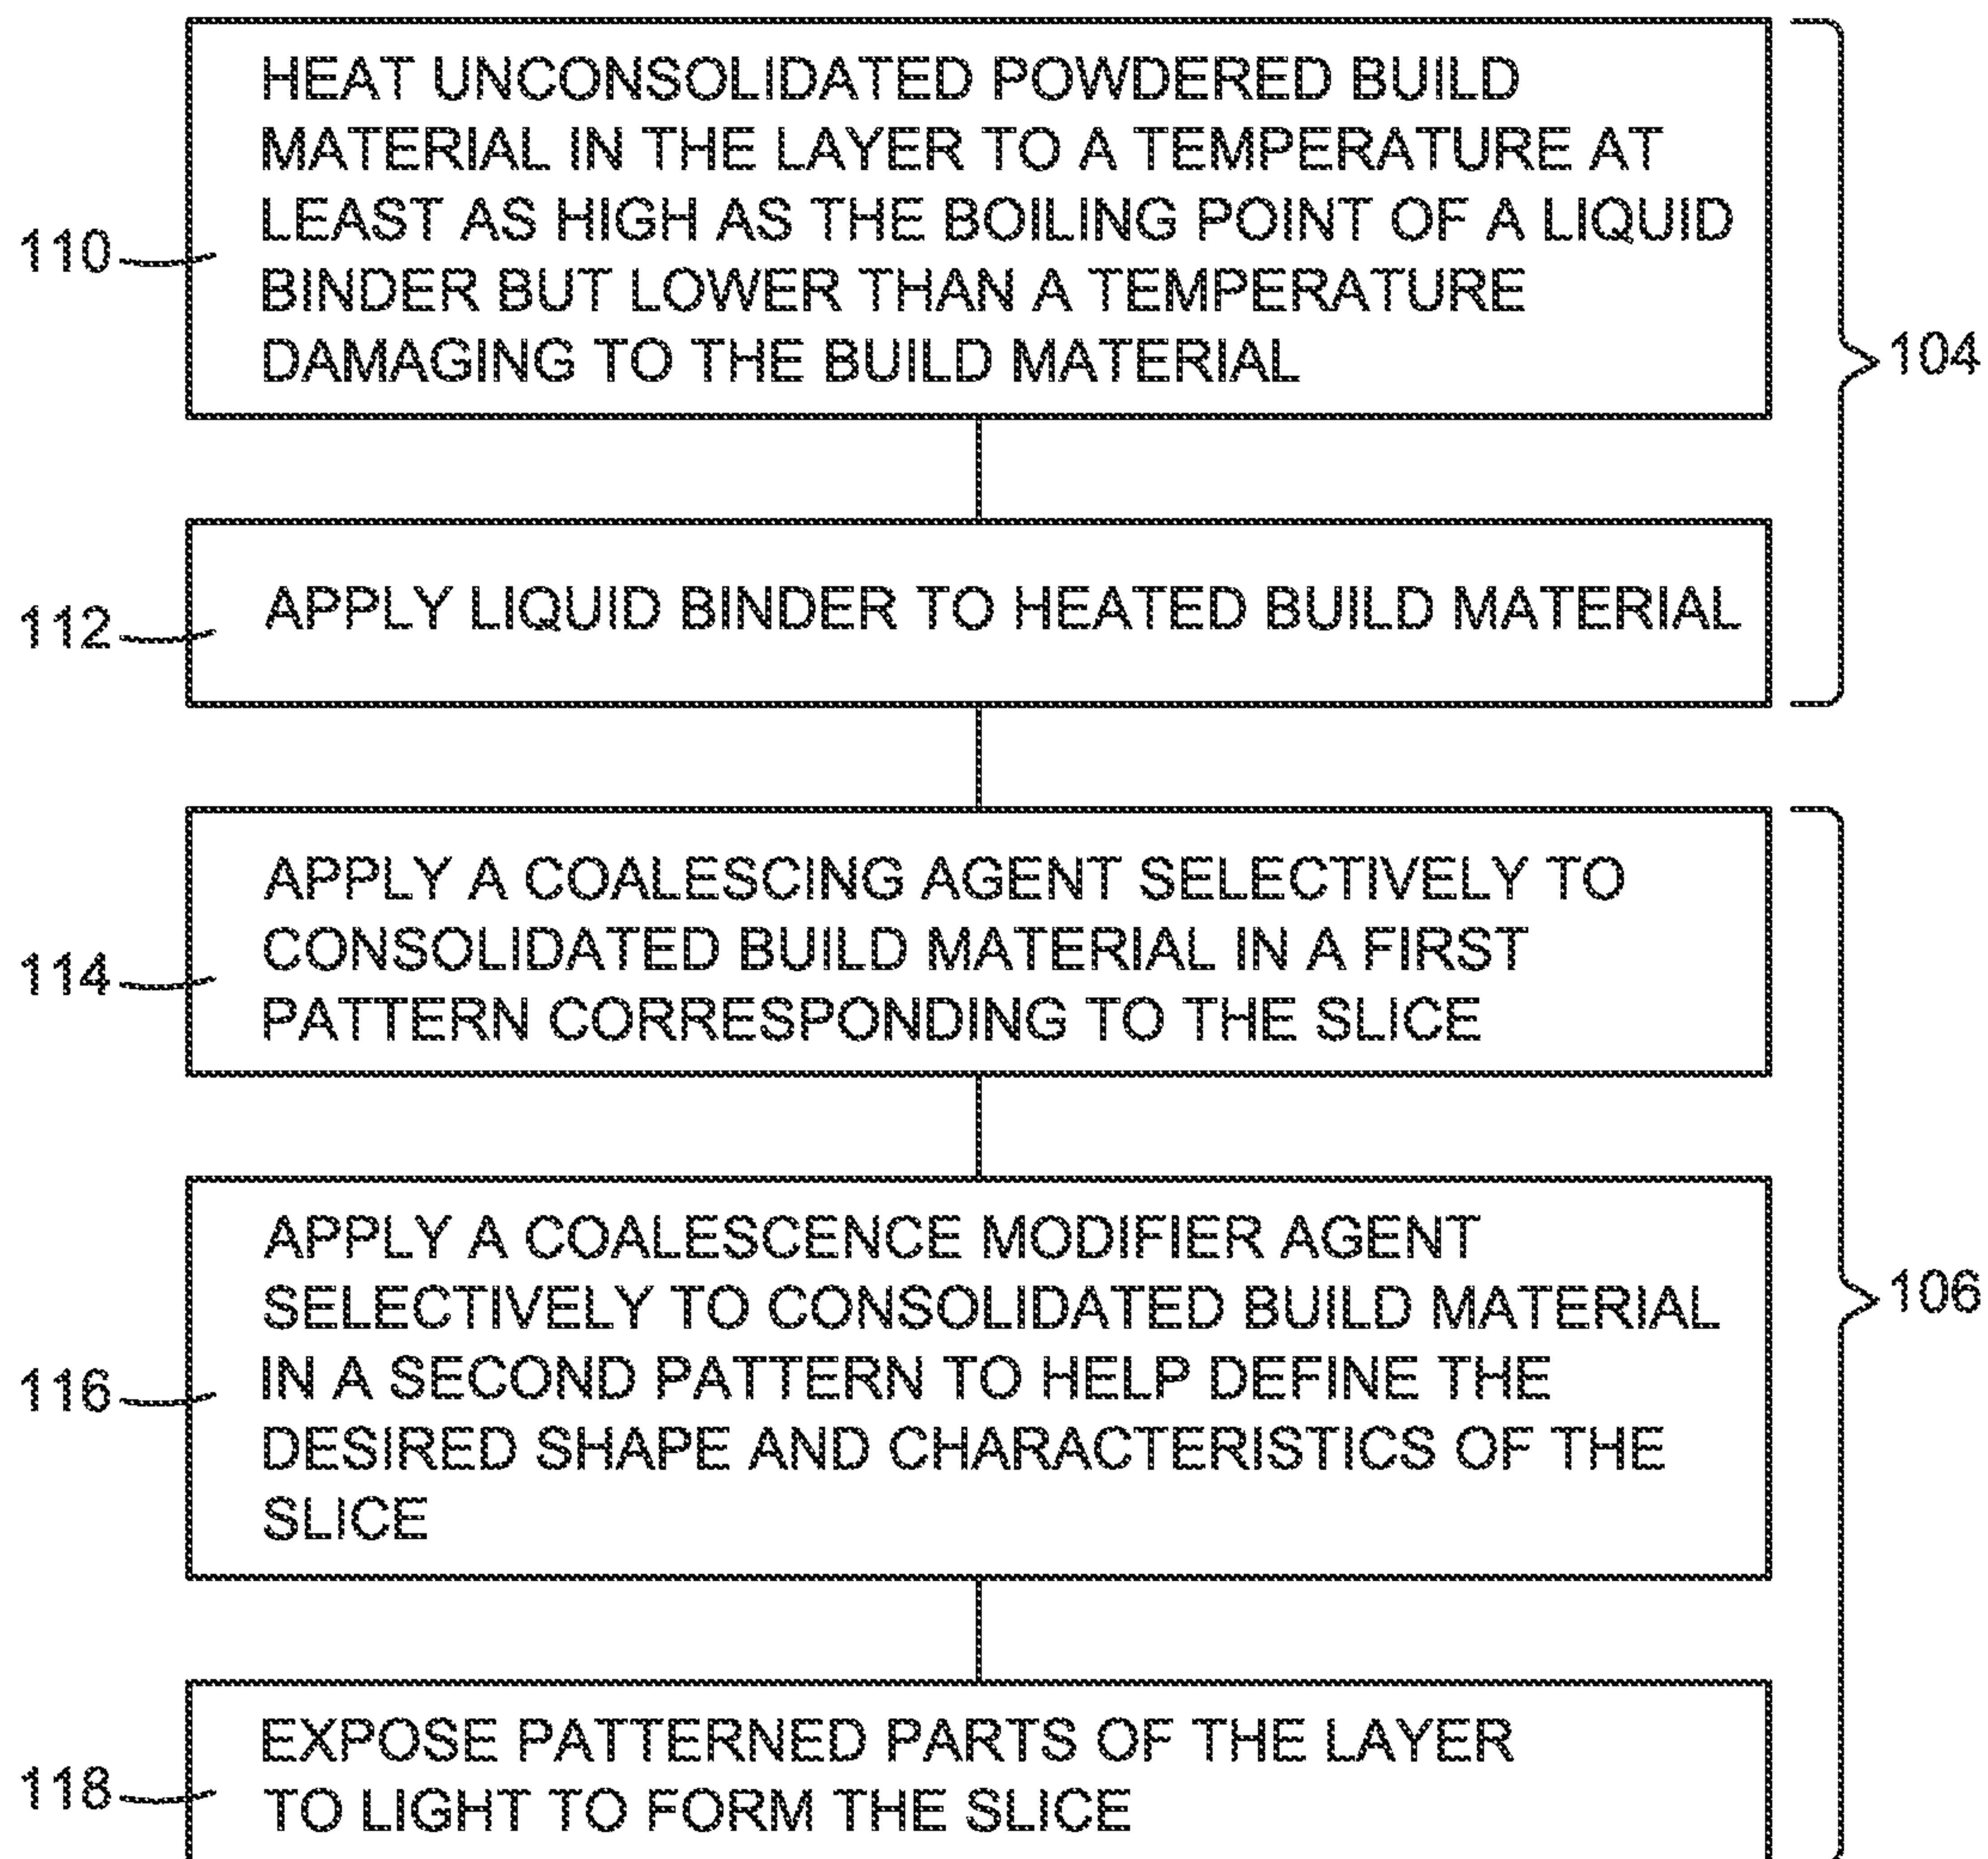 HEAT UNCONSOLIDATED POWDERED BUILD
MATERIAL IN THE LAYER TO A TEMPERATURE AT
LEAST AS HIGH AS THE BOILING POINT OF A LIQUID
BINDER BUT LOWER THAN A TEMPERATURE
DAMAGING TO THE BUILD MATERIAL
110
104
APPLY LIQUID BINDER TO HEATED BUILD MATERIAL
112
APPLY A COALESCING AGENT SELECTIVELY TO
CONSOLIDATED BUILD MATERIAL IN A FIRST
PATTERN CORRESPONDING TO THE SLICE
114
APPLY A COALESCENCE MODIFIER AGENT
SELECTIVELY TO CONSOLIDATED BUILD MATERIAL
IN A SECOND PATTERN TO HELP DEFINE THE
DESIRED SHAPE AND CHARACTERISTICS OF THE
SLICE
116
106
EXPOSE PATTERNED PARTS OF THE LAYER
TO LIGHT TO FORM THE SLICE
118